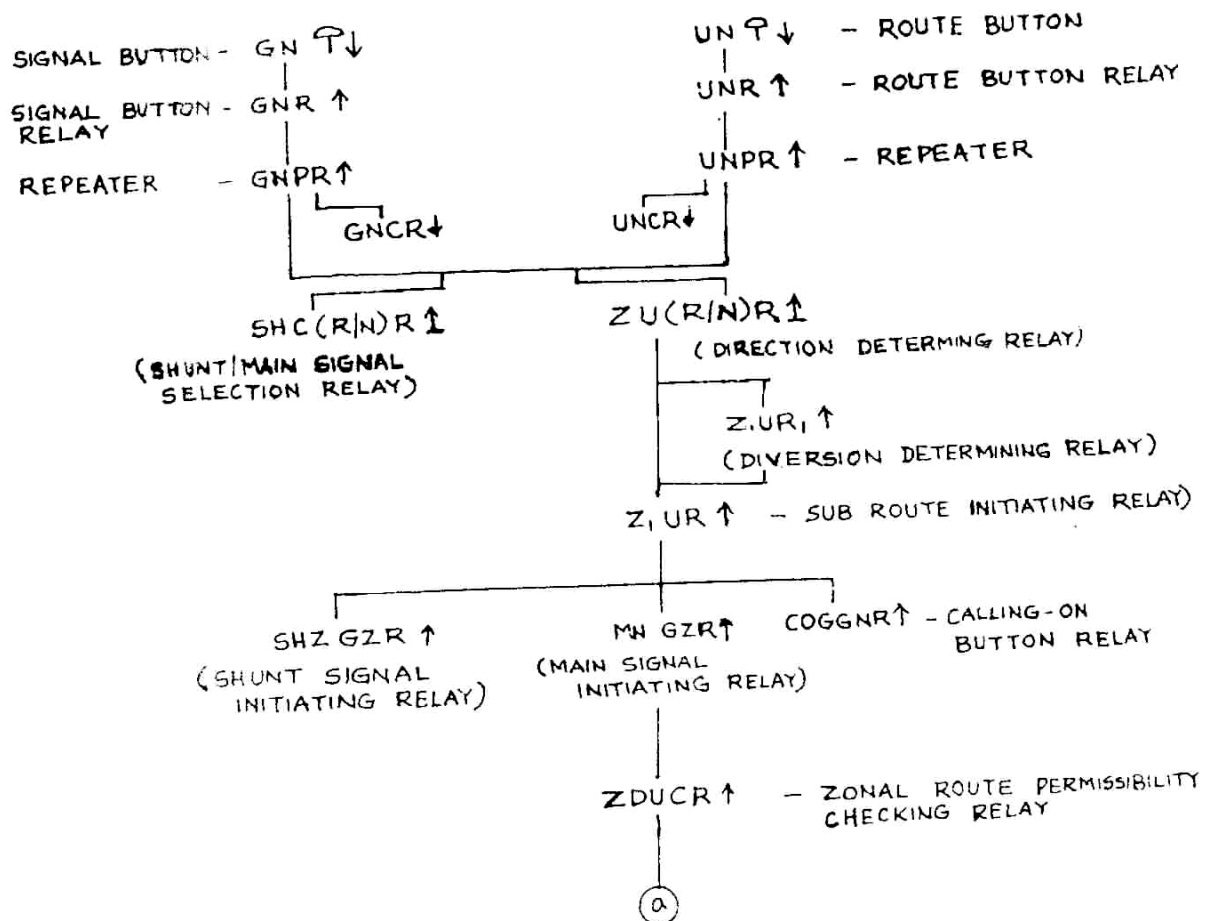 SIGNAL BUTTON - GN ↓
UN ↓ - ROUTE BUTTON
SIGNAL BUTTON - GNR ↑
RELAY
UNR ↑ - ROUTE BUTTON RELAY
REPEATER - GNPR ↑
UNPR ↑ - REPEATER
GNCR ↓
UNCR ↓
SHC (R/N) R ↥
(SHUNT/MAIN SIGNAL
SELECTION RELAY)
ZU (R/N) R ↥
(DIRECTION DETERMING RELAY)
Z₁UR₁ ↑
(DIVERSION DETERMINING RELAY)
Z₁UR ↑ - SUB ROUTE INITIATING RELAY)
SHZ GZR ↑
(SHUNT SIGNAL
INITIATING RELAY)
MN GZR ↑
(MAIN SIGNAL
INITIATING RELAY)
COGGNR ↑ - CALLING-ON
BUTTON RELAY
ZDUCR ↑ - ZONAL ROUTE PERMISSIBILITY
CHECKING RELAY
a